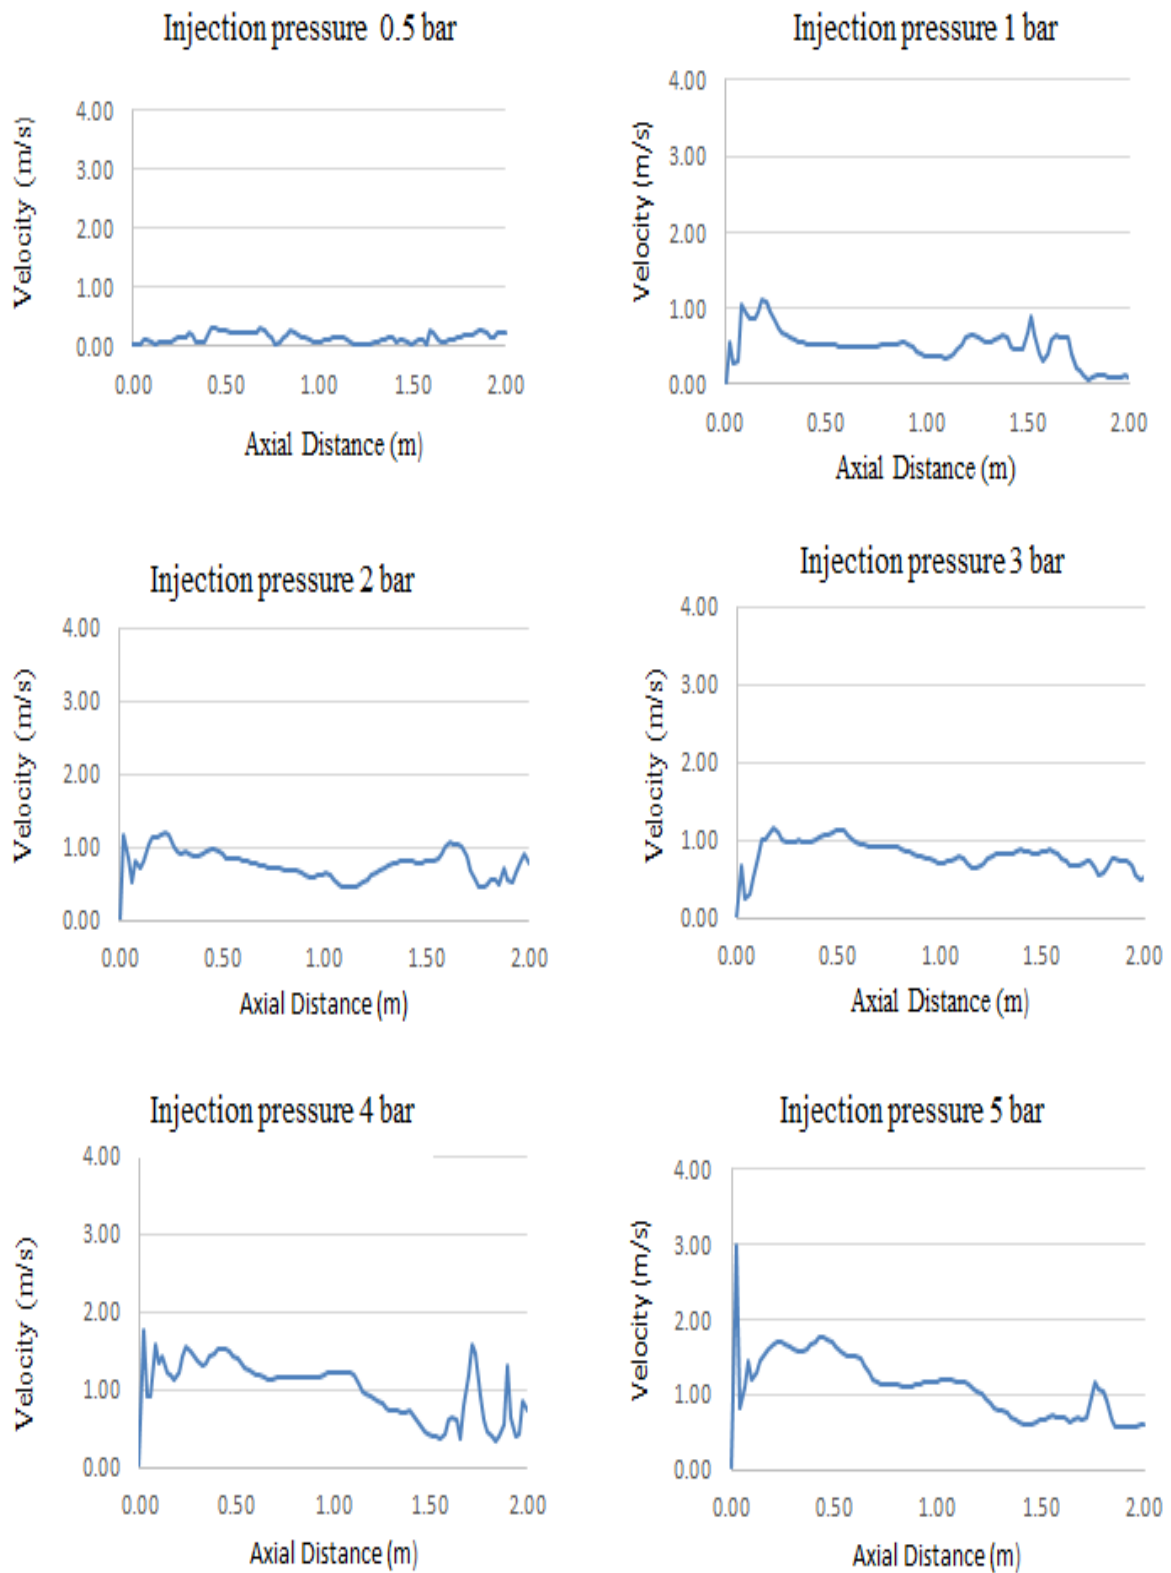 Injection pressure 0.5 bar
Velocity (m/s)
4.00
3.00
2.00
1.00
0.00
0.00 0.50 1.00 1.50 2.00
Axial Distance (m)
Injection pressure 1 bar
Velocity (m/s)
4.00
3.00
2.00
1.00
0.00
0.00 0.50 1.00 1.50 2.00
Axial Distance (m)
Injection pressure 2 bar
Velocity (m/s)
4.00
3.00
2.00
1.00
0.00
0.00 0.50 1.00 1.50 2.00
Axial Distance (m)
Injection pressure 3 bar
Velocity (m/s)
4.00
3.00
2.00
1.00
0.00
0.00 0.50 1.00 1.50 2.00
Axial Distance (m)
Injection pressure 4 bar
Velocity (m/s)
4.00
3.00
2.00
1.00
0.00
0.00 0.50 1.00 1.50 2.00
Axial Distance (m)
Injection pressure 5 bar
Velocity (m/s)
4.00
3.00
2.00
1.00
0.00
0.00 0.50 1.00 1.50 2.00
Axial Distance (m)